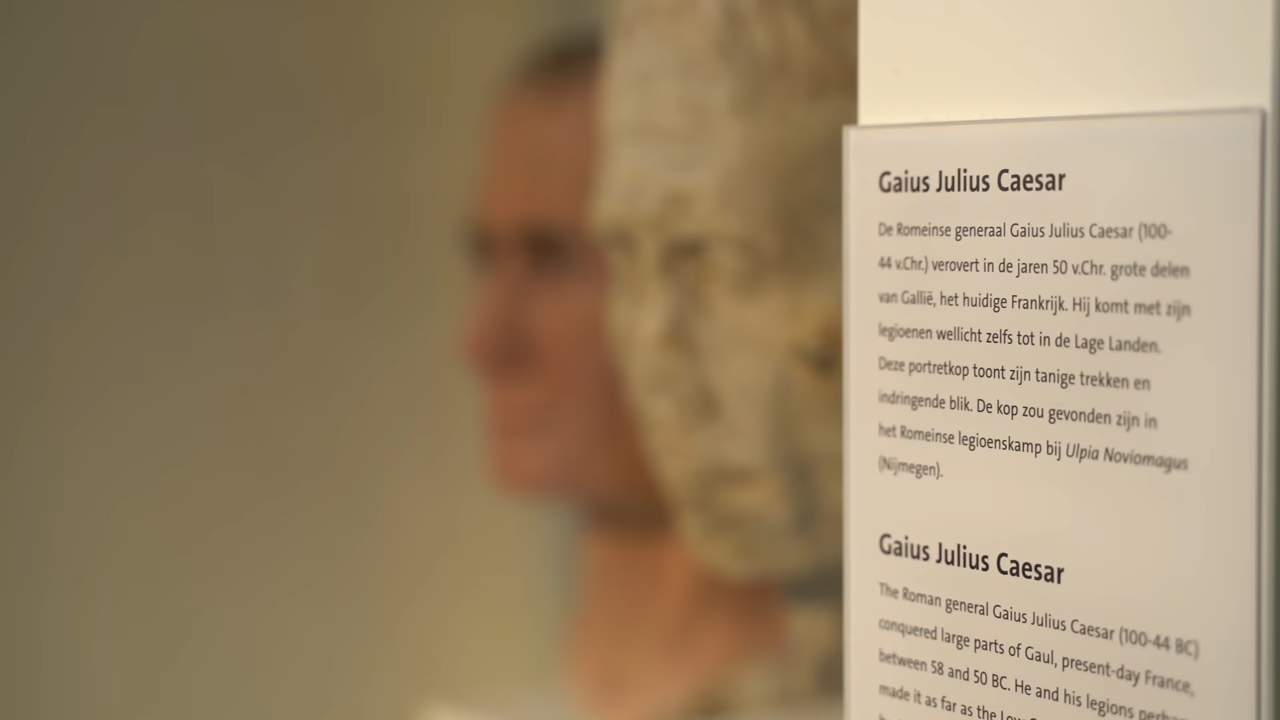 Gaius Julius Caesar
De Romeinse generaal Gaius Julius Caesar (100-
44 v.Chr.) verovert in de jaren 50 v.Chr. grote delen
van Gallië, het huidige Frankrijk. Hij komt met zijn
legioenen wellicht zelfs tot in de Lage Landen.
Deze portretkop toont zijn tanige trekken en
indringende blik. De kop zou gevonden zijn in
het Romeinse legioenskamp bij Ulpia Noviomagus
(Nijmegen).
Gaius Julius Caesar
The Roman general Gaius Julius Caesar (100-44 BC)
conquered large parts of Gaul, present-day France,
between 58 and 50 BC. He and his legions
made it as far as the